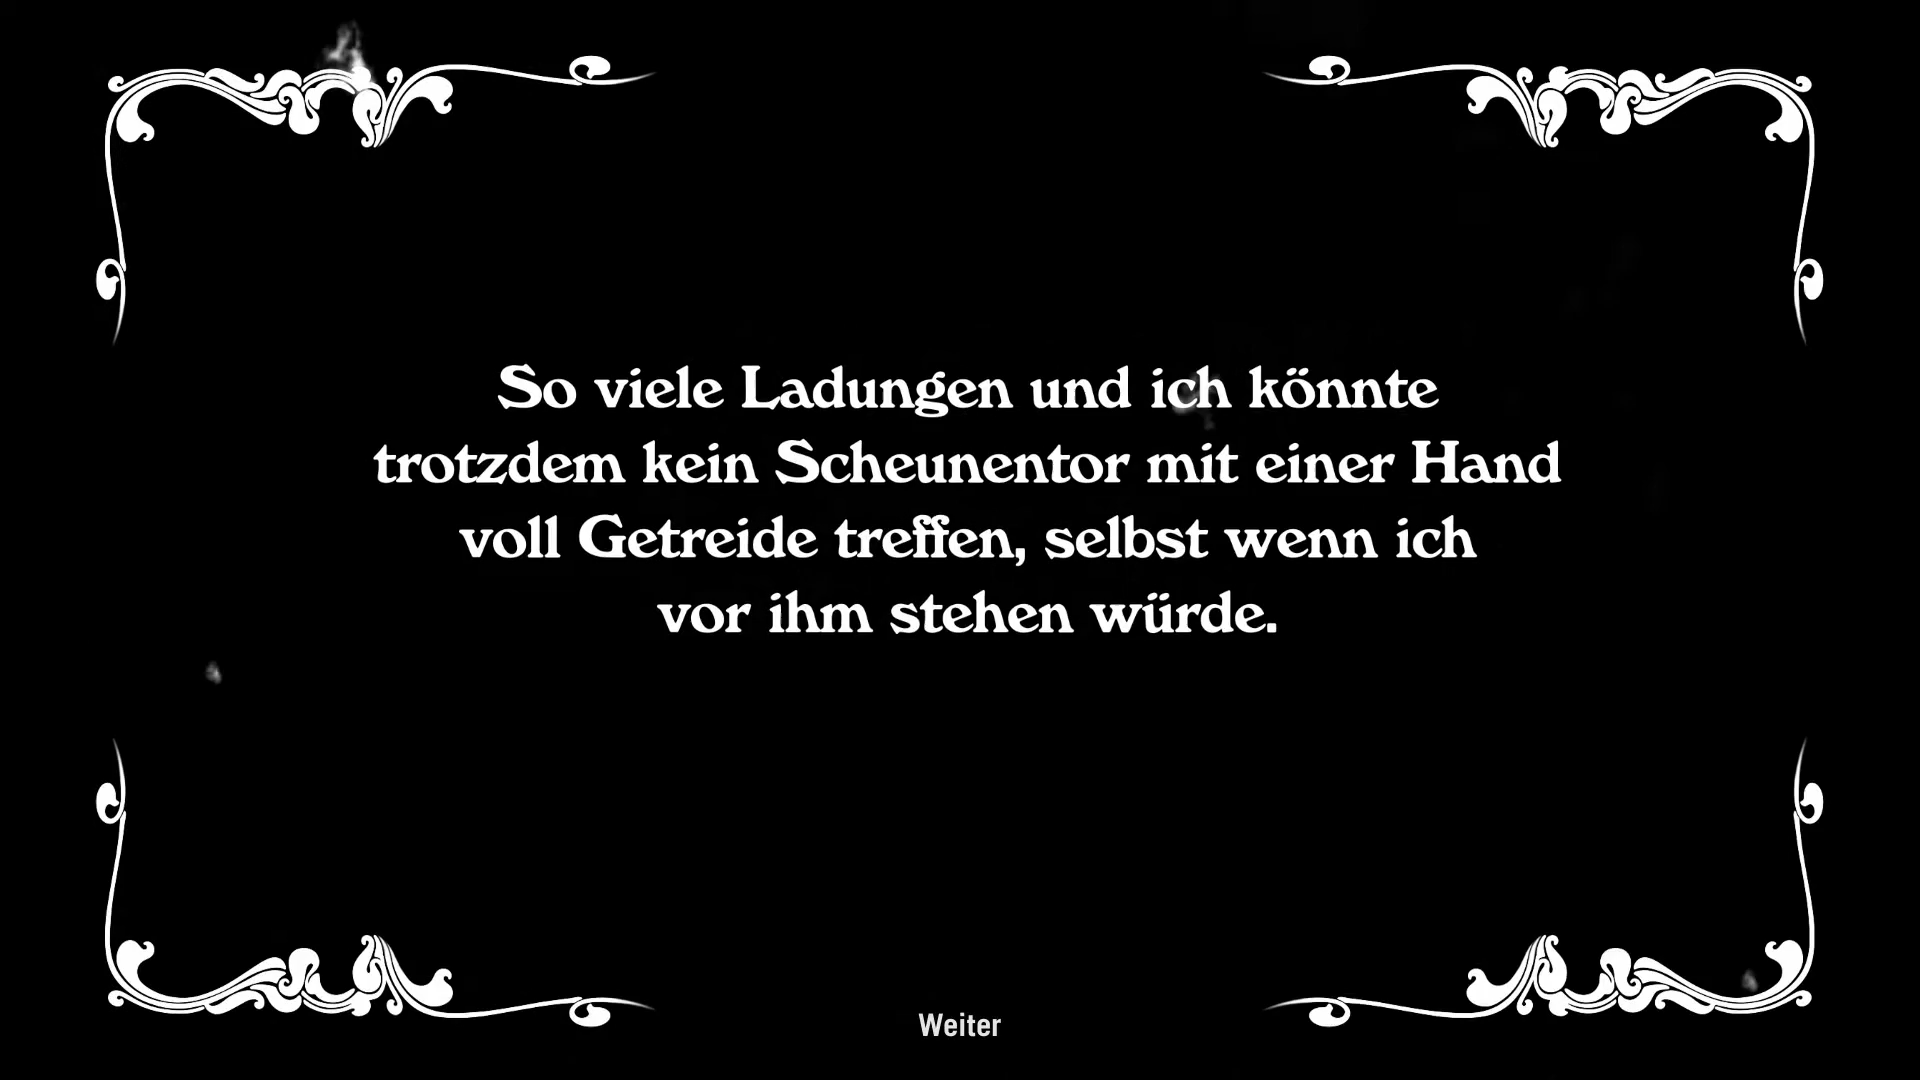 So viele Ladungen und ich könnte
trotzdem kein Scheunentor mit einer Hand
voll Getreide treffen, selbst wenn ich
vor ihm stehen würde.
Weiter